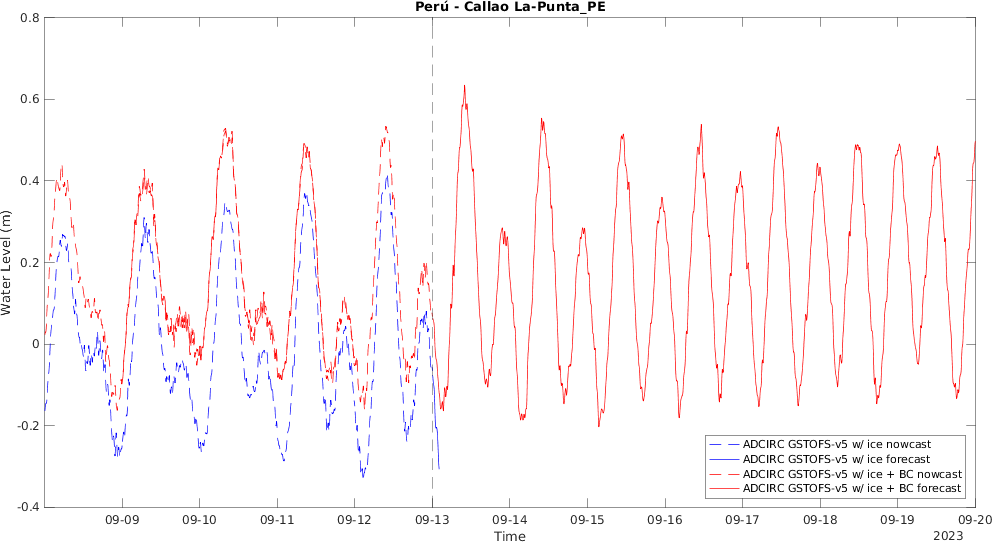 Perú - Callao La-Punta_PE
Water Level (m)
0.8
0.6
0.4
0.2
0
-0.2
-0.4
09-09 09-10 09-11 09-12 09-13 09-14 09-15 09-16 09-17 09-18 09-19 09-20
Time
2023
ADCIRC GSTOFS-v5 w/ ice nowcast
ADCIRC GSTOFS-v5 w/ ice forecast
ADCIRC GSTOFS-v5 w/ ice + BC nowcast
ADCIRC GSTOFS-v5 w/ ice + BC forecast